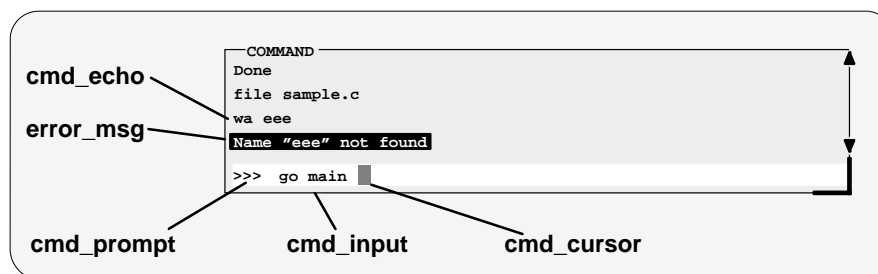 COMMAND
Done
cmd_echo
file sample.c
wa eee
error_msg
Name ”eee” not found
>>> go main
cmd_prompt cmd_input cmd_cursor